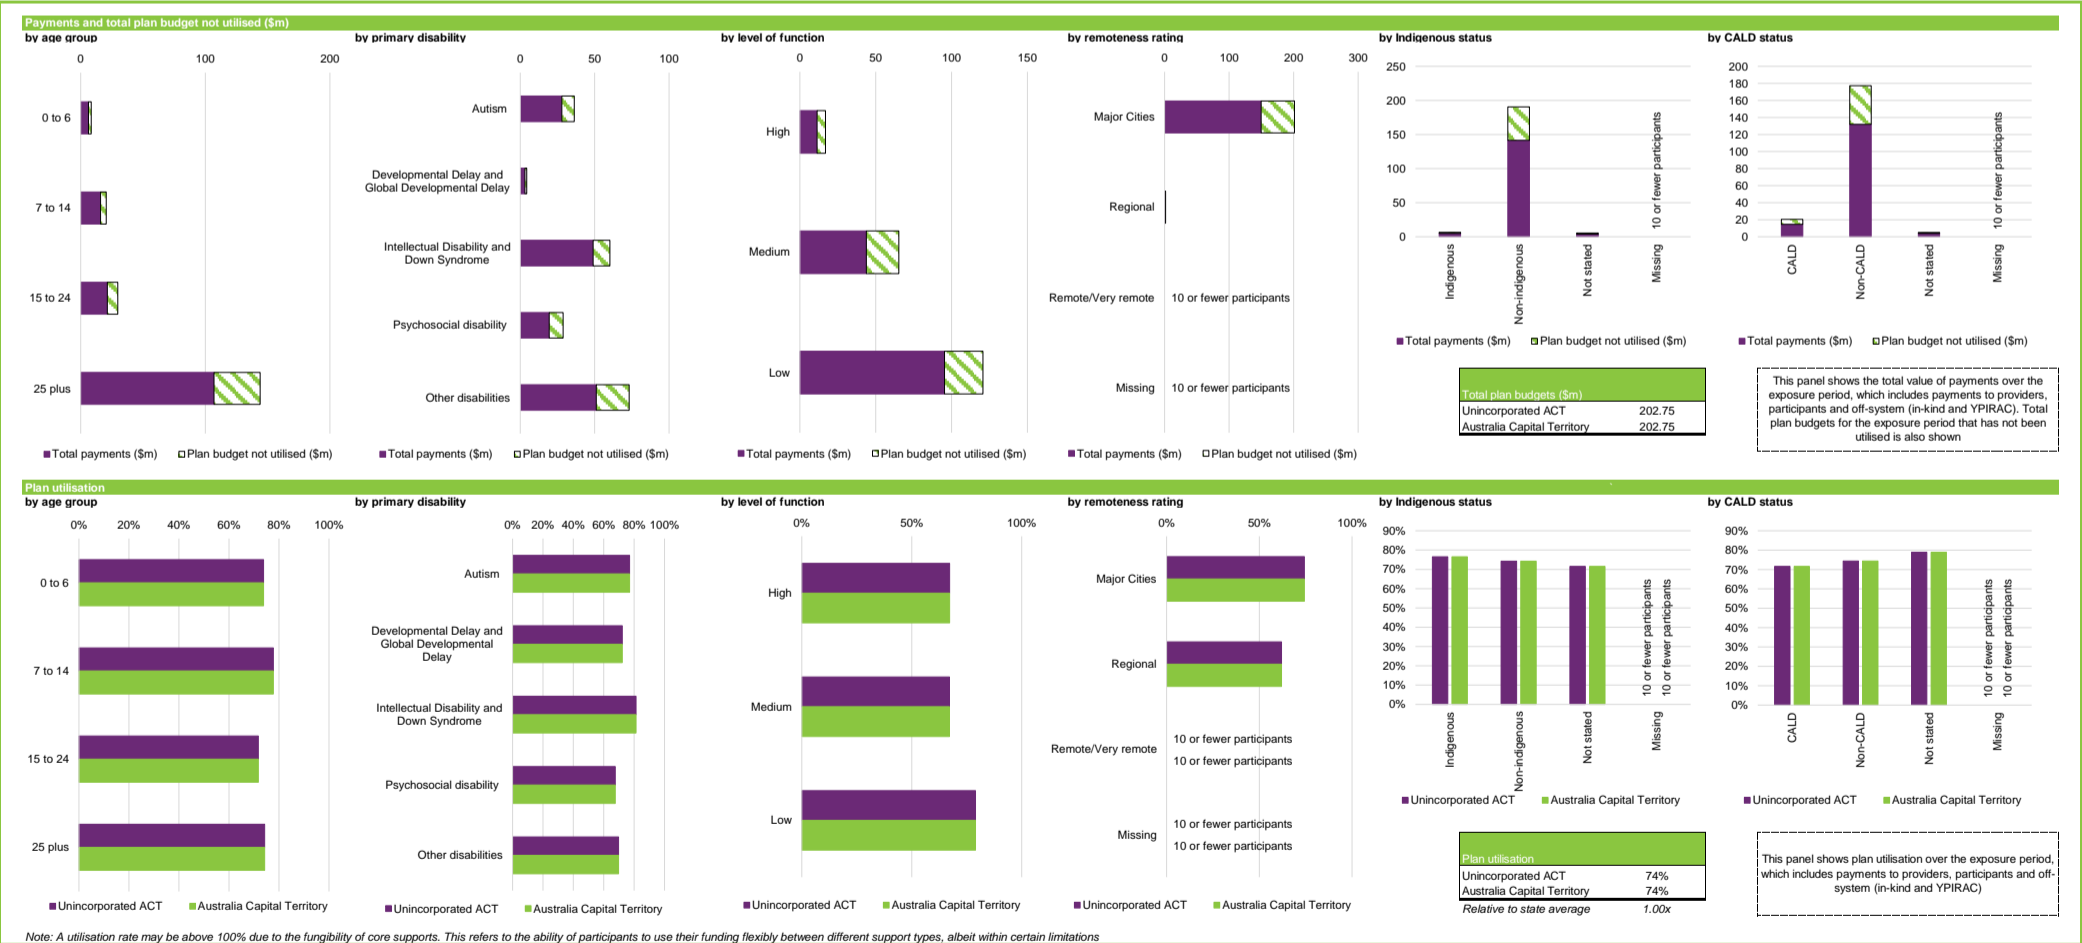 Payments and total plan budget not utilised ($m)
by age group
0 100 200
0 to 6
7 to 14
15 to 24
25 plus
Total payments ($m) Plan budget not utilised ($m)
by primary disability
0 50 100
Autism
Developmental Delay and
Global Developmental Delay
Intellectual Disability and
Down Syndrome
Psychosocial disability
Other disabilities
Total payments ($m) Plan budget not utilised ($m)
by level of function
0 50 100 150
High
Medium
Low
Total payments ($m) Plan budget not utilised ($m)
by remoteness rating
0 100 200 300
Major Cities
Regional
Remote/Very remote 10 or fewer participants
Missing 10 or fewer participants
Total payments ($m) Plan budget not utilised ($m)
by Indigenous status
250
200
150
100
50
0
10 or fewer participants
Indigenous
Non-indigenous
Not stated
Missing
Total payments ($m) Plan budget not utilised ($m)
by CALD status
200
180
160
140
120
100
80
60
40
20
0
10 or fewer participants
CALD
Non-CALD
Not stated
Missing
Total payments ($m) Plan budget not utilised ($m)
Total plan budgets ($m)
Unincorporated ACT 202.75
Australia Capital Territory 202.75
This panel shows the total value of payments over the
exposure period, which includes payments to providers,
participants and off-system (in-kind and YPIRAC). Total
plan budgets for the exposure period that has not been
utilised is also shown
Plan utilisation
by age group
0% 20% 40% 60% 80% 100%
0 to 6
7 to 14
15 to 24
25 plus
Unincorporated ACT Australia Capital Territory
by primary disability
0% 20% 40% 60% 80% 100%
Autism
Developmental Delay and
Global Developmental
Delay
Intellectual Disability and
Down Syndrome
Psychosocial disability
Other disabilities
Unincorporated ACT Australia Capital Territory
by level of function
0% 50% 100%
High
Medium
Low
Unincorporated ACT Australia Capital Territory
by remoteness rating
0% 50% 100%
Major Cities
Regional
Remote/Very remote
10 or fewer participants
10 or fewer participants
Missing
10 or fewer participants
10 or fewer participants
Unincorporated ACT Australia Capital Territory
by Indigenous status
90%
80%
70%
60%
50%
40%
30%
20%
10%
0%
10 or fewer participants
10 or fewer participants
Indigenous
Non-indigenous
Not stated
Missing
Unincorporated ACT Australia Capital Territory
by CALD status
90%
80%
70%
60%
50%
40%
30%
20%
10%
0%
10 or fewer participants
10 or fewer participants
CALD
Non-CALD
Not stated
Missing
Unincorporated ACT Australia Capital Territory
Plan utilisation
Unincorporated ACT 74%
Australia Capital Territory 74%
Relative to state average 1.00x
This panel shows plan utilisation over the exposure period,
which includes payments to providers, participants and off-
system (in-kind and YPIRAC)
Note: A utilisation rate may be above 100% due to the fungibility of core supports. This refers to the ability of participants to use their funding flexibly between different support types, albeit within certain limitations